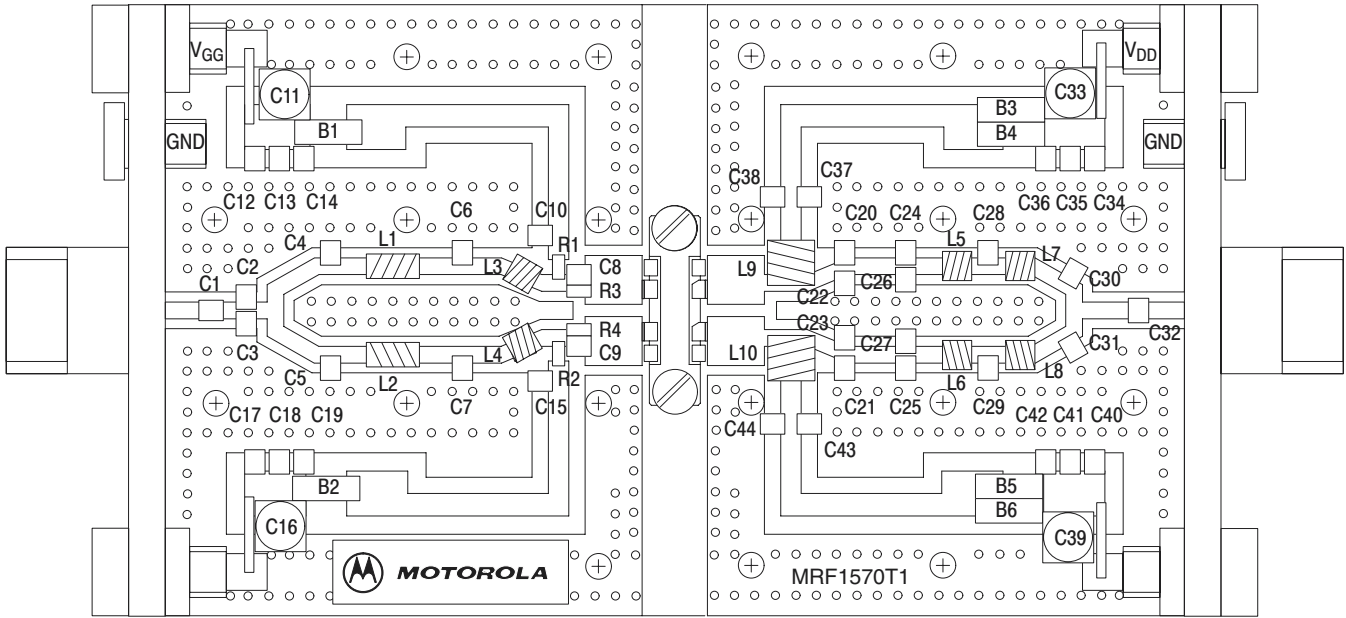 VGG
VDD
C11
C33
B1
B3
B4
GND
GND
C38
C37
C12 C13 C14
C6
C10
C20 C24 C28
C36 C35 C34
C4
L1
R1
L5
L7
C2
L3
C8
L9
C26
C30
C1
R3
C22
C23
R4
C32
C3
L4
C9
L10
C27
C31
C5
L2
R2
L6
L8
C7
C15
C21 C25 C29
C17 C18 C19
C42 C41 C40
C44
C43
B2
B5
B6
C16
C39
MOTOROLA
MRF1570T1